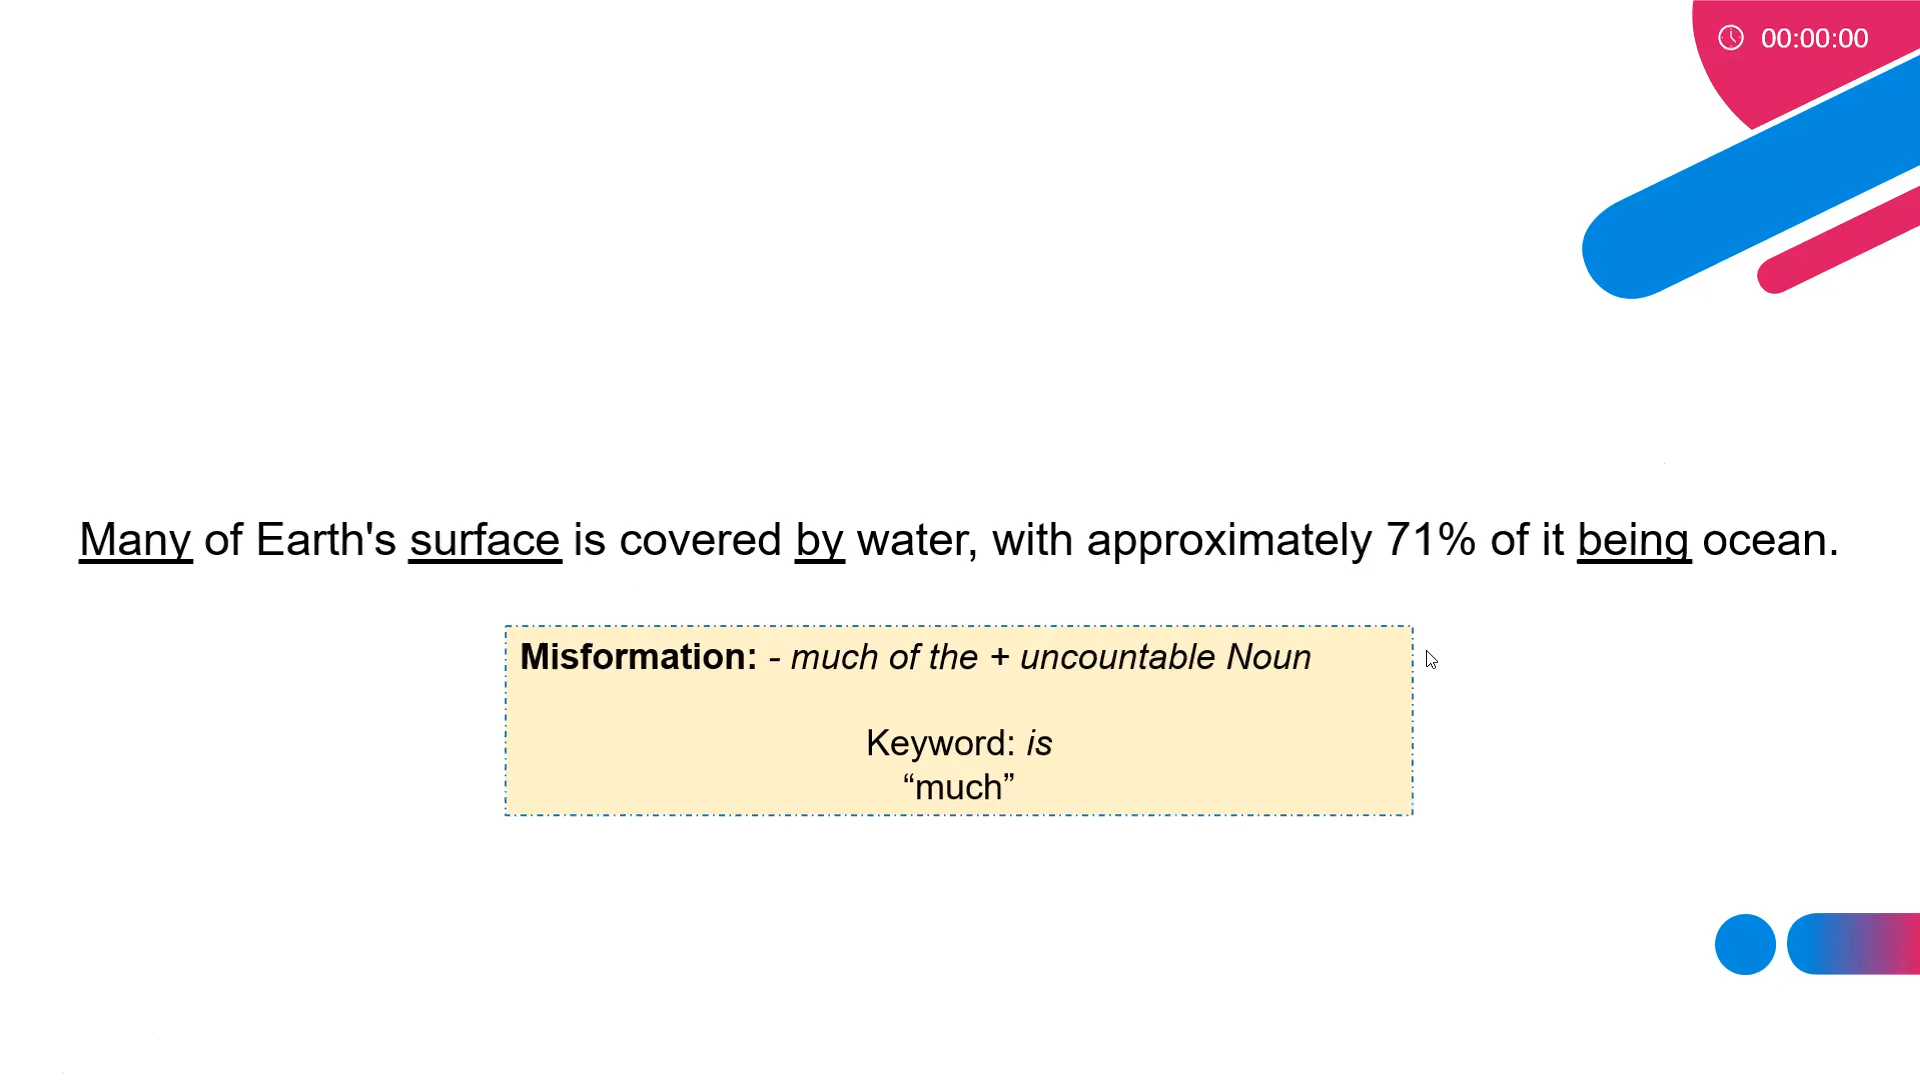 00:00:00
Many of Earth's surface is covered by water, with approximately 71% of it being ocean.
Misformation: - much of the + uncountable Noun
Keyword: is
“much”